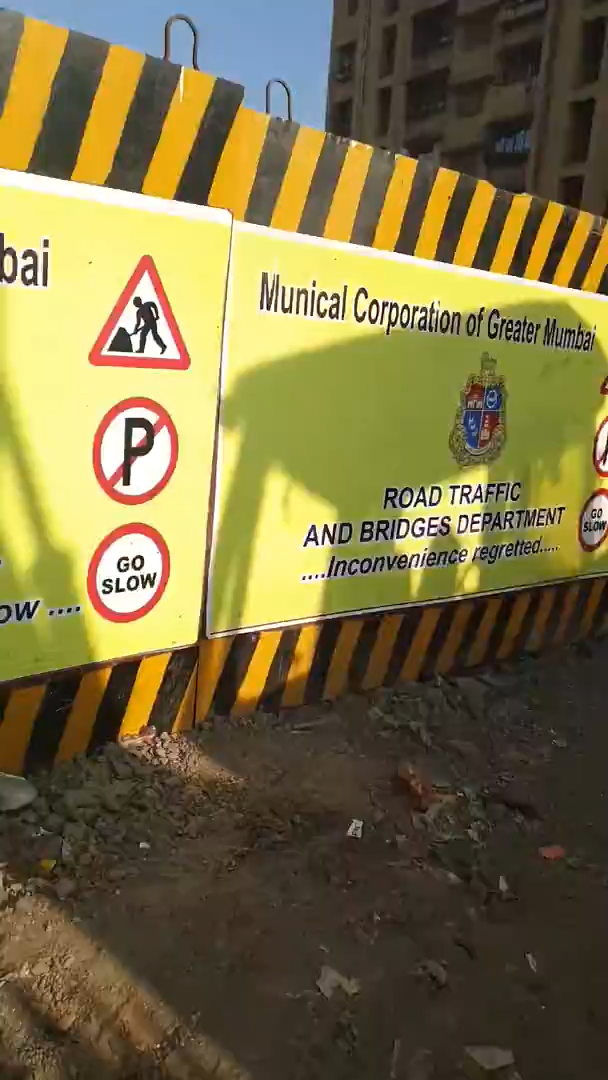 bai
P
GO
SLOW
ow ....
Munical Corporation of Greater Mumbai
ROAD TRAFFIC
AND BRIDGES DEPARTMENT
....Inconvenience regretted.....
GO
SLOW